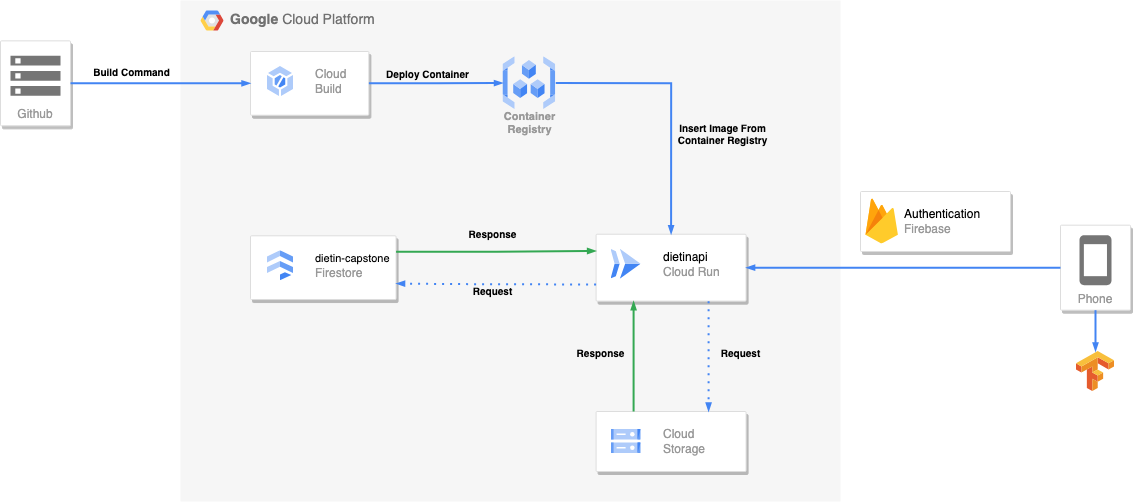 Google Cloud Platform
Github
Build Command
Cloud
Build
Deploy Container
Container
Registry
Insert Image From
Container Registry
Authentication
Firebase
dietin-capstone
Firestore
Response
Request
dietinapi
Cloud Run
Phone
Response
Request
Cloud
Storage